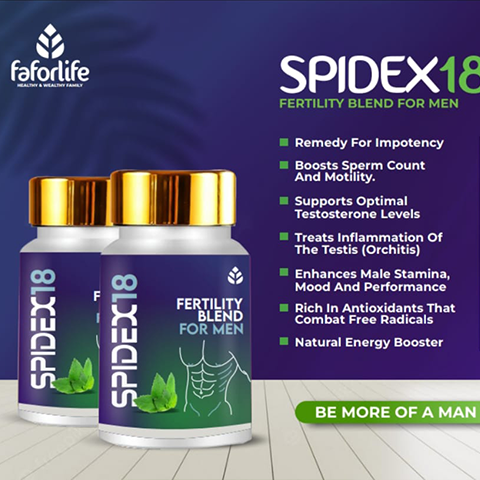 faforlife
HEALTHY & WEALTHY FAMILY
SPIDEX18
FERTILITY BLEND FOR MEN
Remedy For Impotency
Boosts Sperm Count
And Motility.
Supports Optimal
Testosterone Levels
Treats Inflammation Of
The Testis (Orchitis)
Enhances Male Stamina,
Mood And Performance
Rich In Antioxidants That
Combat Free Radicals
Natural Energy Booster
BE MORE OF A MAN
SPIDEX18
F
F
SPIDEX18
FERTILITY
BLEND
FOR MEN